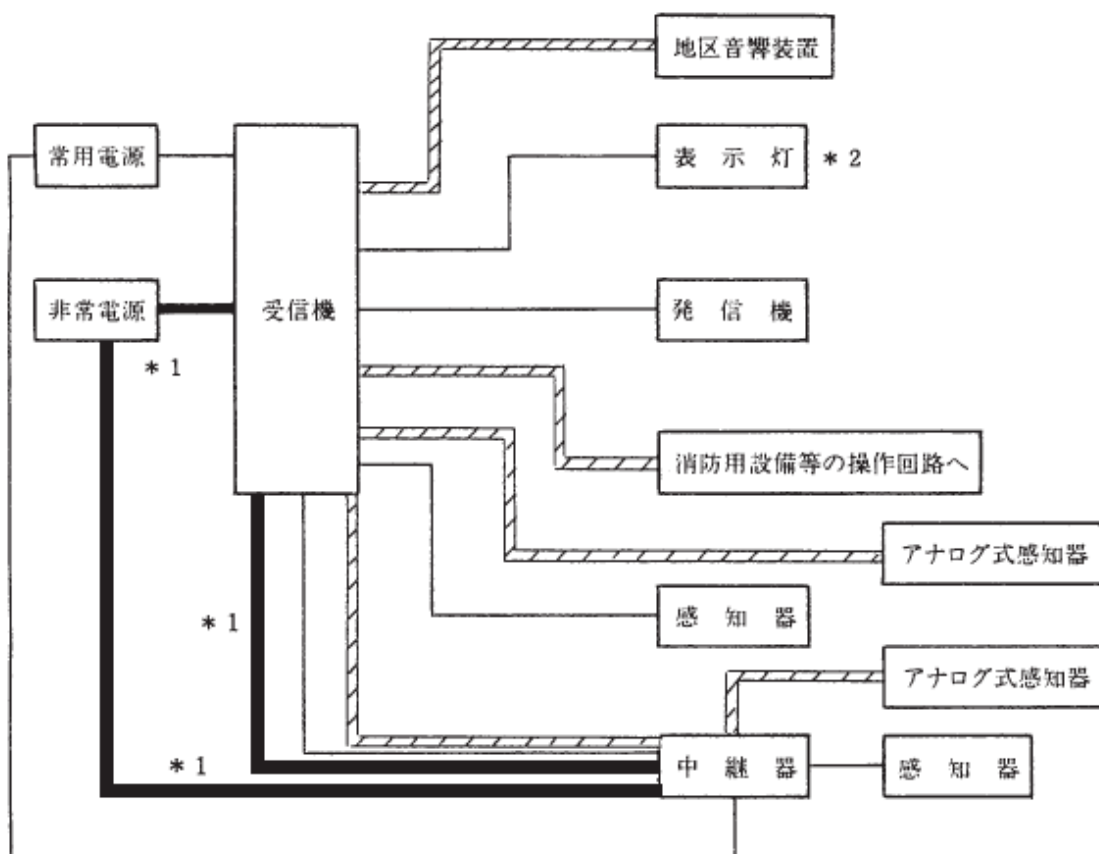 地区音響装置
常用電源
表示灯 *2
非常電源
受信機
発信機
*1
消防用設備等の操作回路へ
アナログ式感知器
*1
感知器
アナログ式感知器
*1
中継器
感知器